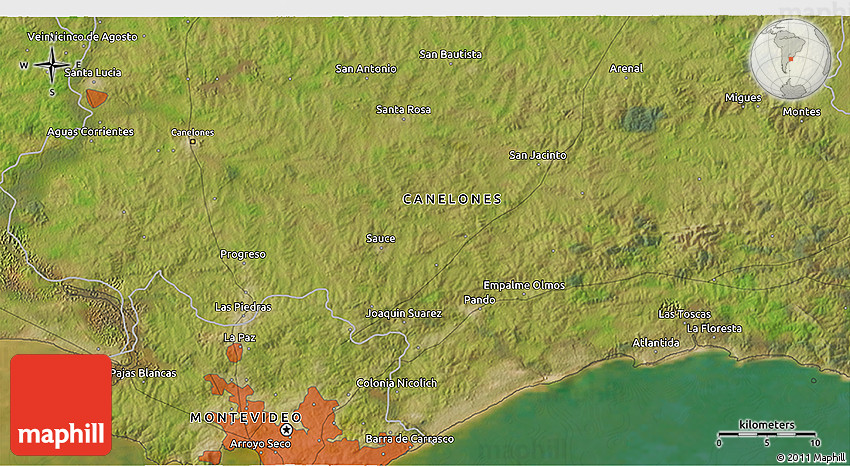 maphill
Veinticinco de Agosto
N
W
E
S
Santa Lucia
San Bautista
San Antonio
Arenal
Migues
Montes
Santa Rosa
Aguas Corrientes
Canelones
San Jacinto
CANELONES
Sauce
Progreso
Empalme Olmos
Pando
Las Piedras
Joaquin Suarez
Las Toscas
La Floresta
La Paz
Atlantida
Pajas Blancas
Colonia Nicolich
maphill
MONTEVIDEO
Arroyo Seco
Barra de Carrasco
kilometers
0 5 10
© 2011 Maphill